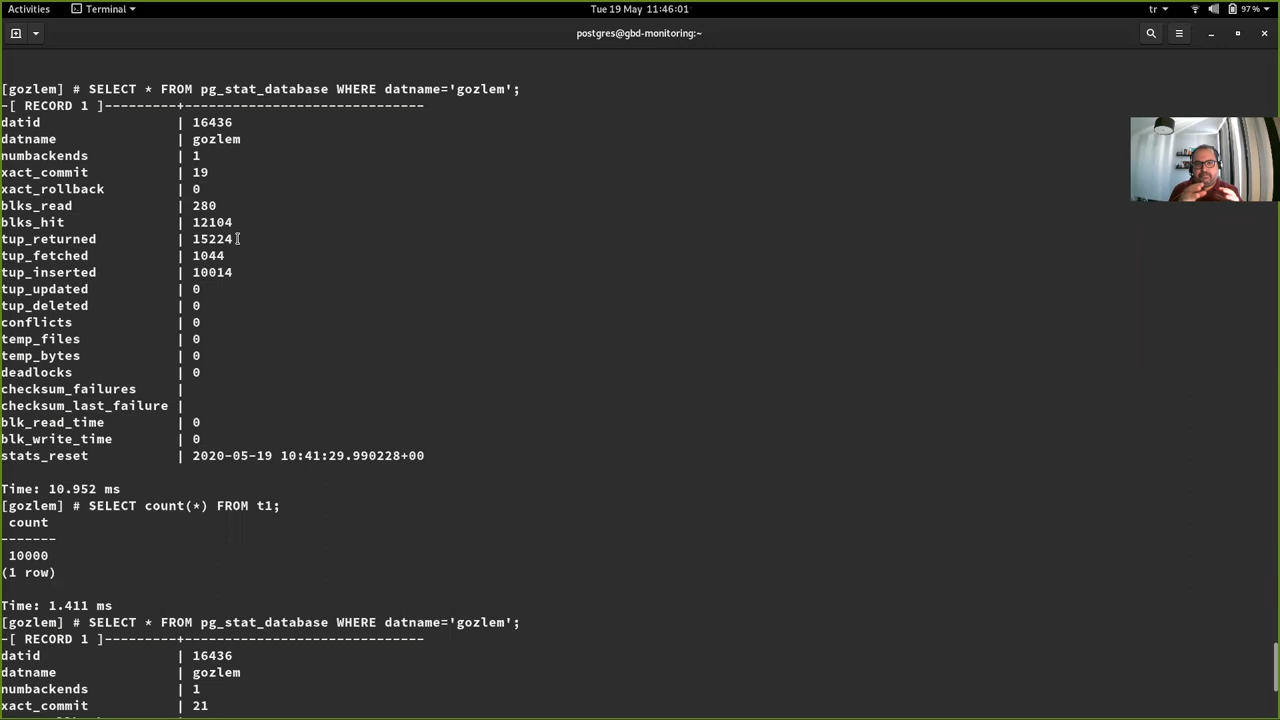 Activities
Terminal
Tue 19 May 11:46:01
tr
97%
postgres@gbd-monitoring:~
[gozlem] # SELECT * FROM pg_stat_database WHERE datname='gozlem';
-[ RECORD 1 ]---------+------------------------------
datid | 16436
datname | gozlem
numbackends | 1
xact_commit | 19
xact_rollback | 0
blks_read | 280
blks_hit | 12104
tup_returned | 15224
tup_fetched | 1044
tup_inserted | 10014
tup_updated | 0
tup_deleted | 0
conflicts | 0
temp_files | 0
temp_bytes | 0
deadlocks | 0
checksum_failures |
checksum_last_failure |
blk_read_time | 0
blk_write_time | 0
stats_reset | 2020-05-19 10:41:29.990228+00
Time: 10.952 ms
[gozlem] # SELECT count(*) FROM t1;
count
-------
10000
(1 row)
Time: 1.411 ms
[gozlem] # SELECT * FROM pg_stat_database WHERE datname='gozlem';
-[ RECORD 1 ]---------+------------------------------
datid | 16436
datname | gozlem
numbackends | 1
xact_commit | 21